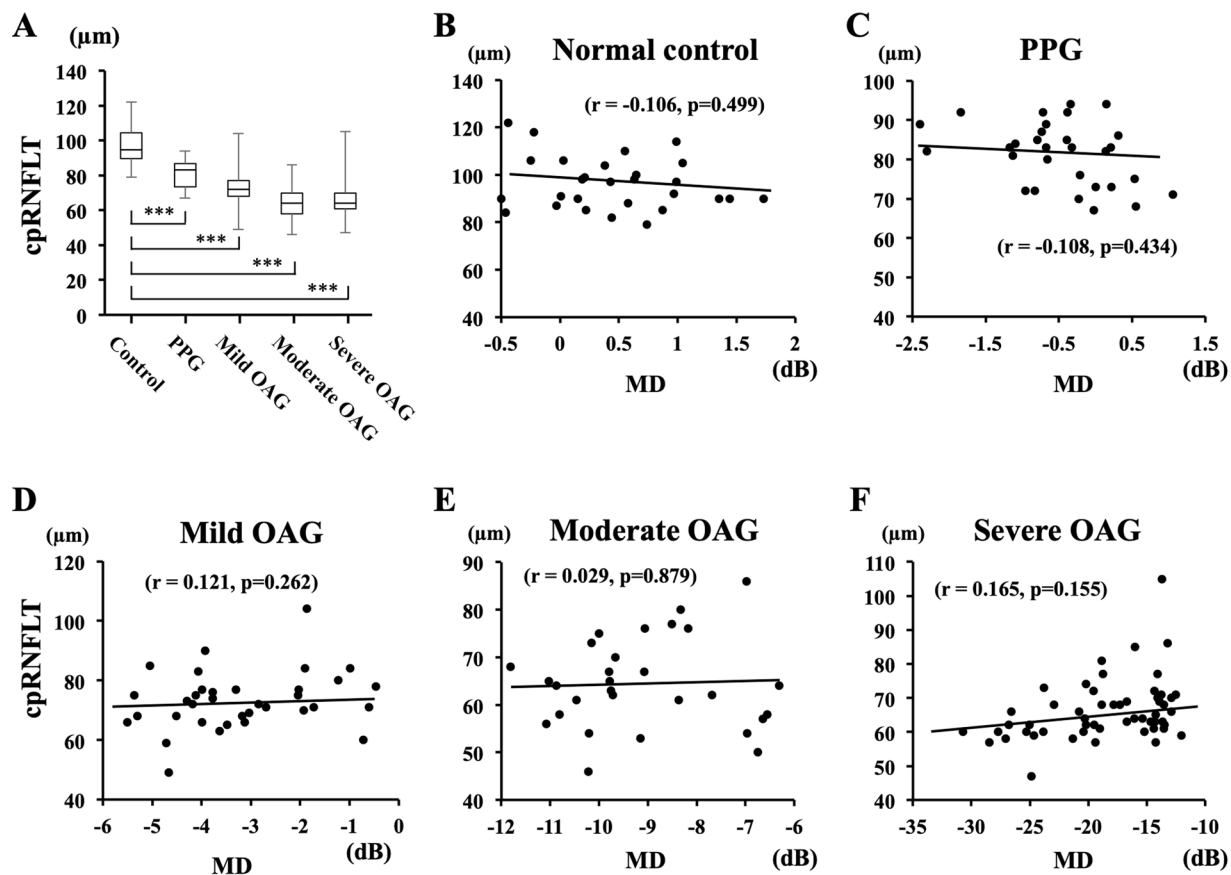 A
(µm)
cpRNFLT
140
120
100
80
60
40
20
0
***
***
***
***
Control
PPG
Mild OAG
Moderate OAG
Severe OAG
B
(µm)
Normal control
(r = -0.106, p=0.499)
140
120
100
80
60
40
-0.5
0
0.5
1
1.5
2
MD
(dB)
C
(µm)
PPG
100
90
80
70
60
50
40
(r = -0.108, p=0.434)
-2.5
-1.5
-0.5
0.5
1.5
MD
(dB)
D
(µm)
Mild OAG
(r = 0.121, p=0.262)
cpRNFLT
120
100
80
60
40
-6
-5
-4
-3
-2
-1
0
MD
(dB)
E
(µm)
Moderate OAG
(r = 0.029, p=0.879)
90
80
70
60
50
40
-12
-11
-10
-9
-8
-7
-6
MD
(dB)
F
(µm)
Severe OAG
(r = 0.165, p=0.155)
110
100
90
80
70
60
50
40
-35
-30
-25
-20
-15
-10
MD
(dB)